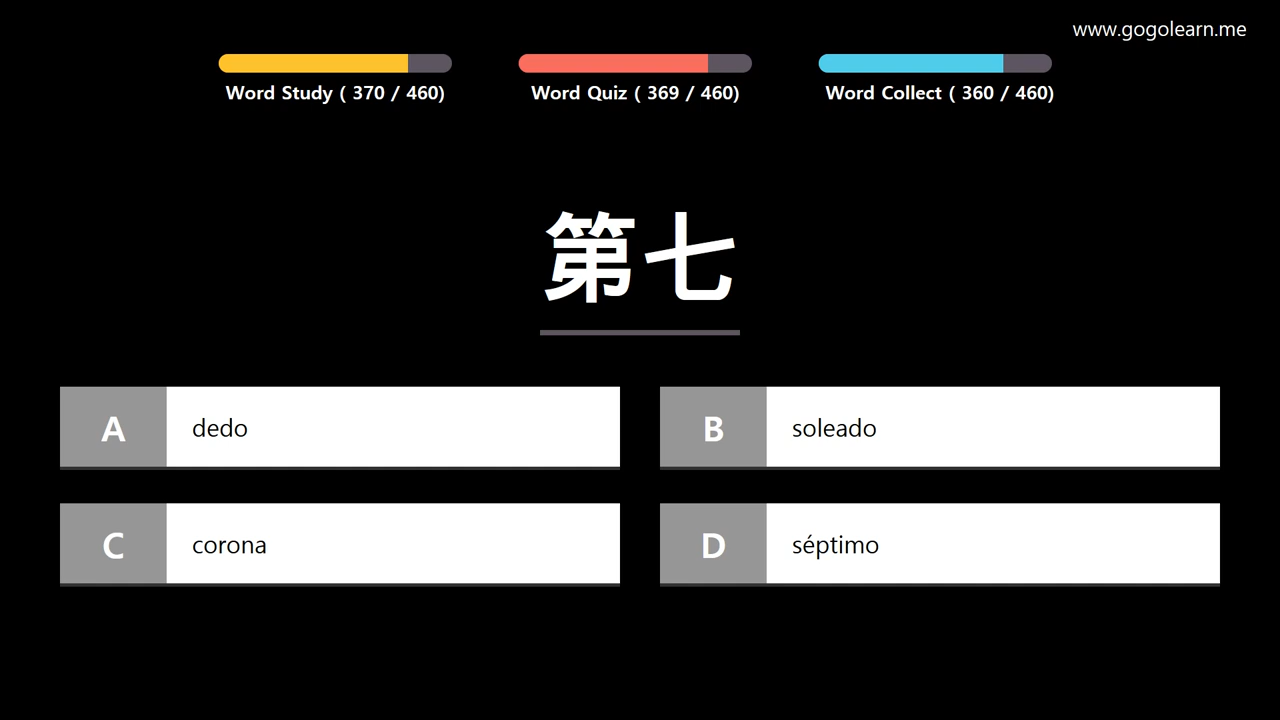 www.gogolearn.me
Word Study ( 370 / 460)
Word Quiz ( 369 / 460)
Word Collect ( 360 / 460)
第七
A dedo
B soleado
C corona
D séptimo